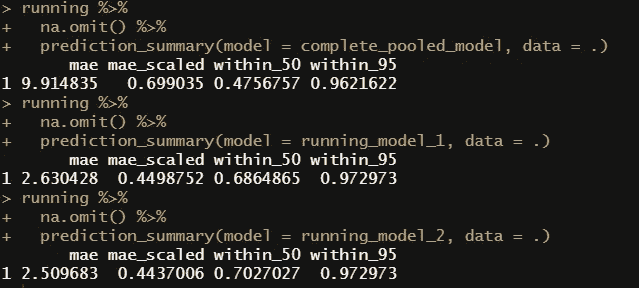 > running %>%
+   na.omit() %>%
+   prediction_summary(model = complete_pooled_model, data = .)
       mae mae_scaled within_50 within_95
1 9.914835   0.699035 0.4756757 0.9621622
> running %>%
+   na.omit() %>%
+   prediction_summary(model = running_model_1, data = .)
       mae mae_scaled within_50 within_95
1 2.630428  0.4498752 0.6864865  0.972973
> running %>%
+   na.omit() %>%
+   prediction_summary(model = running_model_2, data = .)
       mae mae_scaled within_50 within_95
1 2.509683  0.4437006 0.7027027  0.972973